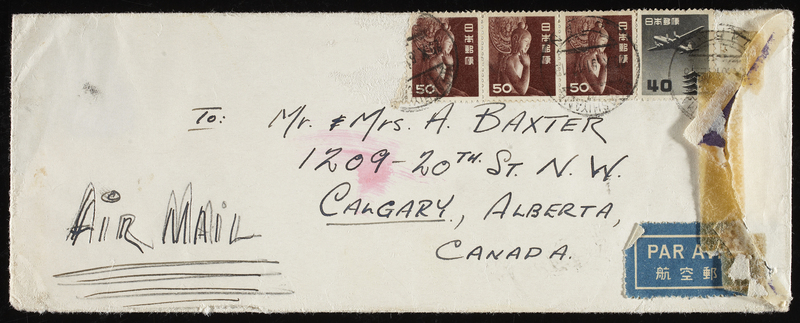 日本郵便
50
日本郵便
50
日本郵便
50
日本郵便
40
To: Mr. & Mrs. A. BAXTER
1209-20TH. ST. N. W.
CALGARY, ALBERTA,
CANADA.
AIR MAIL
PAR
航空郵